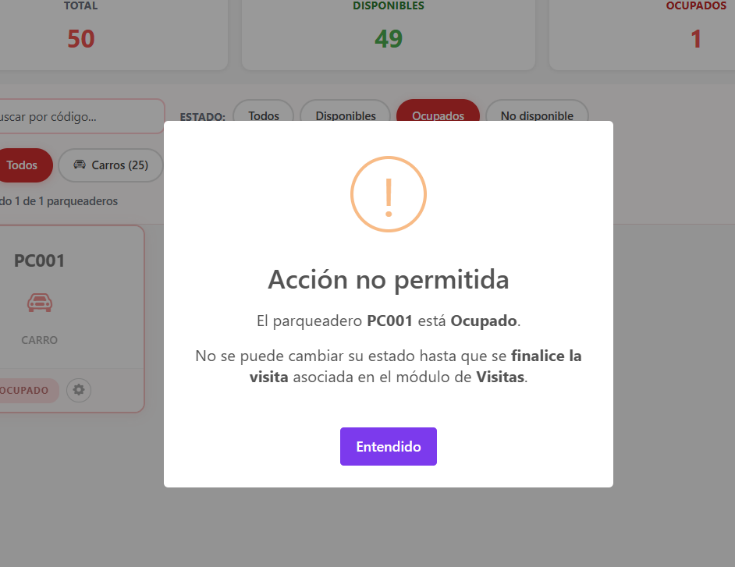 TOTAL
DISPONIBLES
OCUPADOS
50
49
1
uscar por código...
ESTADO:
Todos
Disponibles
Ocupados
No disponible
Todos
Carros (25)
do 1 de 1 parqueaderos
PC001
CARRO
OCUPADO
!
Acción no permitida
El parqueadero PC001 está Ocupado.
No se puede cambiar su estado hasta que se finalice la
visita asociada en el módulo de Visitas.
Entendido